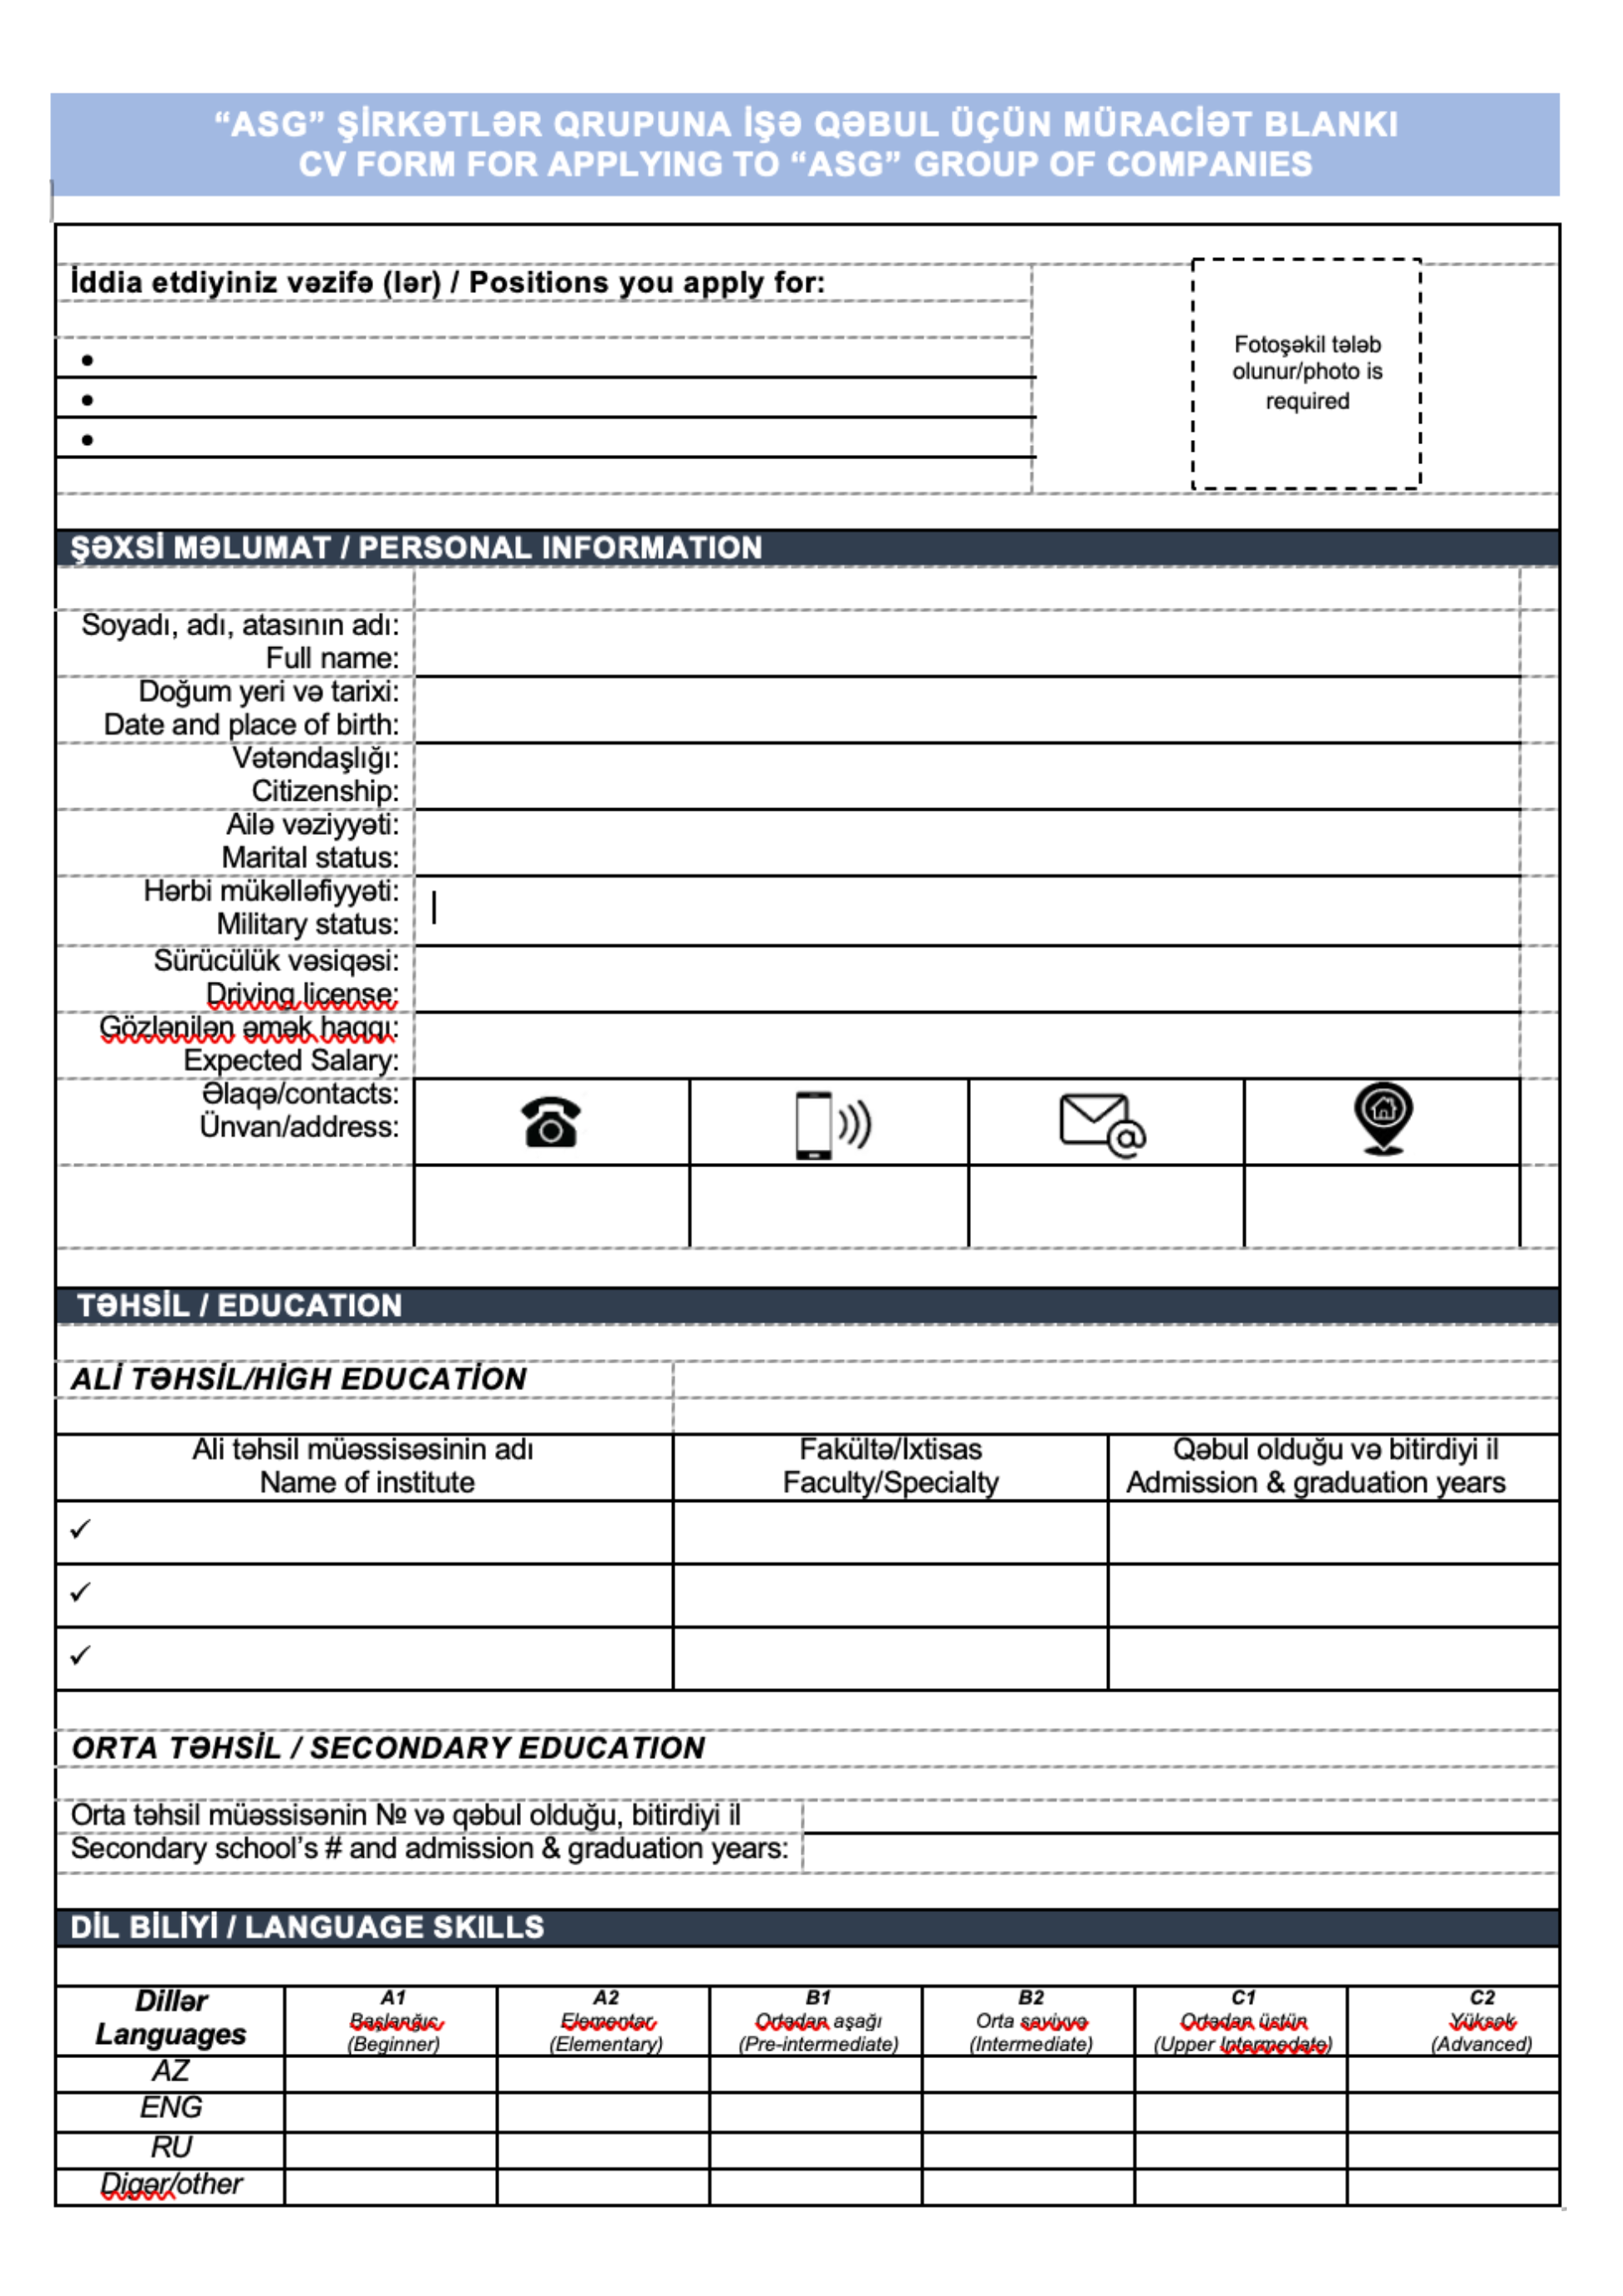 “ASG” ŞİRKƏTLƏR QRUPUNA İŞƏ QƏBUL ÜÇÜN MÜRACİƏT BLANKI
CV FORM FOR APPLYING TO “ASG” GROUP OF COMPANIES
İddia etdiyiniz vəzifə (lər) / Positions you apply for:
•
•
•
Fotoşəkil tələb
olunur/photo is
required
ŞƏXSİ MƏLUMAT / PERSONAL INFORMATION
Soyadı, adı, atasının adı:
Full name:
Doğum yeri və tarixi:
Date and place of birth:
Vətəndaşlığı:
Citizenship:
Ailə vəziyyəti:
Marital status:
Hərbi mükəlləfiyyəti:
Military status:
Sürücülük vəsiqəsi:
Driving license:
Gözlənilən əmək haqqı:
Expected Salary:
Əlaqə/contacts:
Ünvan/address:
TƏHSİL / EDUCATION
ALİ TƏHSİL/HİGH EDUCATİON
Ali təhsil müəssisəsinin adı
Name of institute
Fakültə/İxtisas
Faculty/Specialty
Qəbul olduğu və bitirdiyi il
Admission & graduation years
✓
✓
✓
ORTA TƏHSİL / SECONDARY EDUCATION
Orta təhsil müəssisənin № və qəbul olduğu, bitirdiyi il
Secondary school’s # and admission & graduation years:
DİL BİLİYİ / LANGUAGE SKILLS
Dillər
Languages
A1
Başlanğıc
(Beginner)
A2
Elementar
(Elementary)
B1
Ortadan aşağı
(Pre-intermediate)
B2
Orta səviyyə
(Intermediate)
C1
Ortadan üstün
(Upper Intermedate)
C2
Yüksək
(Advanced)
AZ
ENG
RU
Digər/other